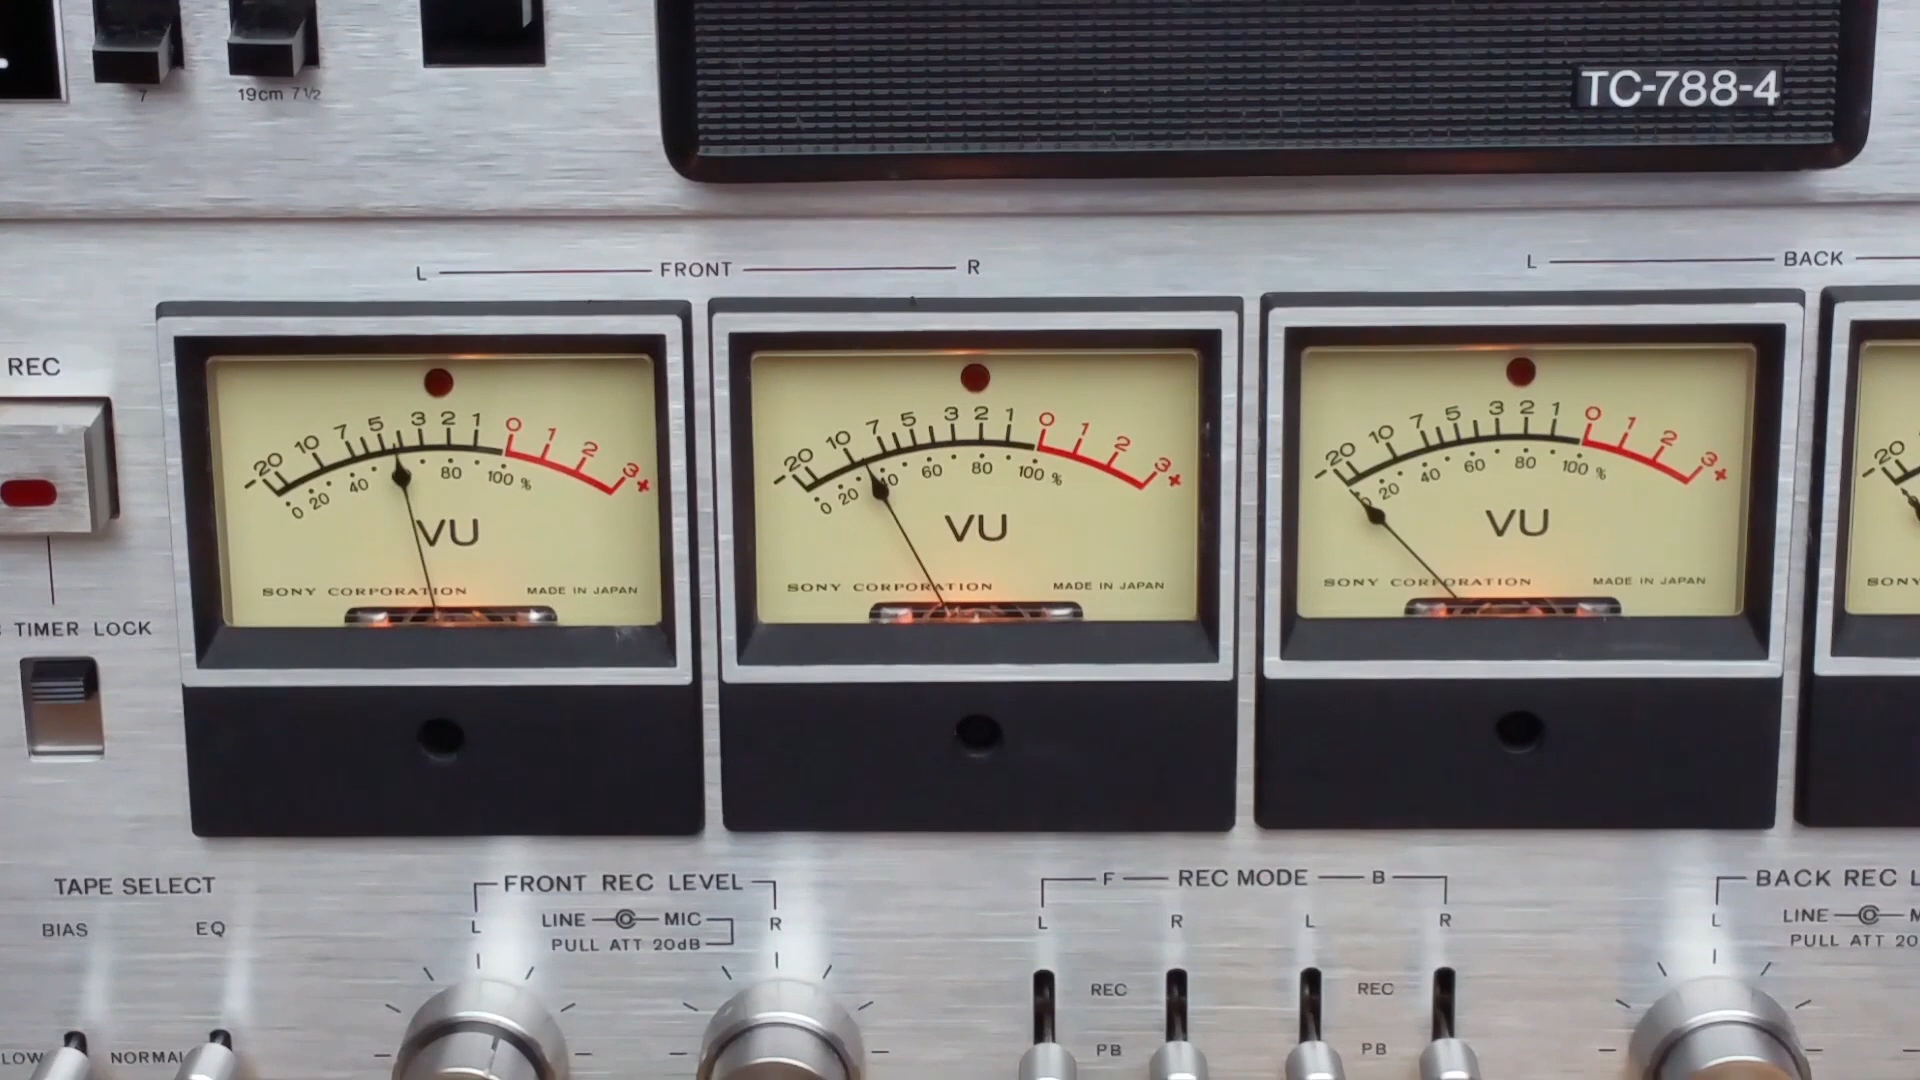 7
19cm 7½
TC-788-4
L FRONT R
L BACK
REC
TIMER LOCK
- 20 10 7 5 3 2 1 0 1 2 3 +
0 20 40 80 100 %
VU
SONY CORPORATION MADE IN JAPAN
- 20 10 7 5 3 2 1 0 1 2 3 +
0 20 40 60 80 100 %
VU
SONY CORPORATION MADE IN JAPAN
- 20 10 7 5 3 2 1 0 1 2 3 +
0 20 40 60 80 100 %
VU
SONY CORPORATION MADE IN JAPAN
- 20
SONY
TAPE SELECT
BIAS EQ
LOW NORMAL
FRONT REC LEVEL
L LINE MIC R
PULL ATT 20dB
F REC MODE B
L R L R
REC REC
PB PB
BACK REC L
L LINE M
PULL ATT 20